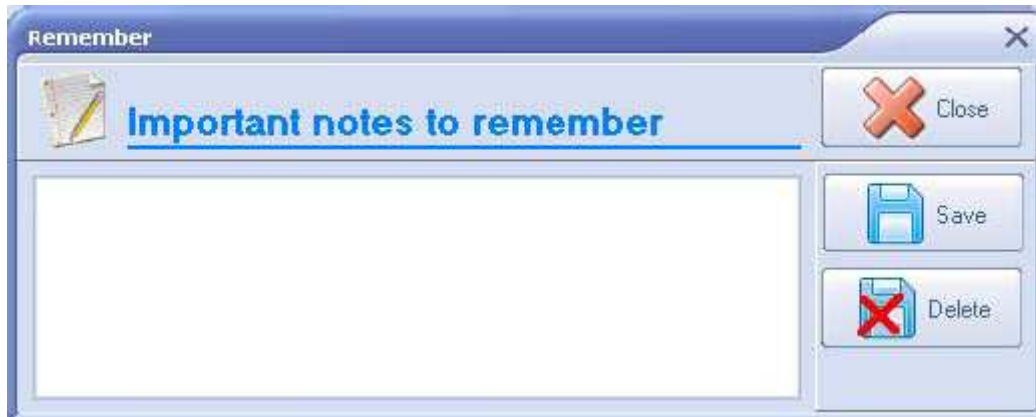 Remember
Important notes to remember
Close
Save
Delete